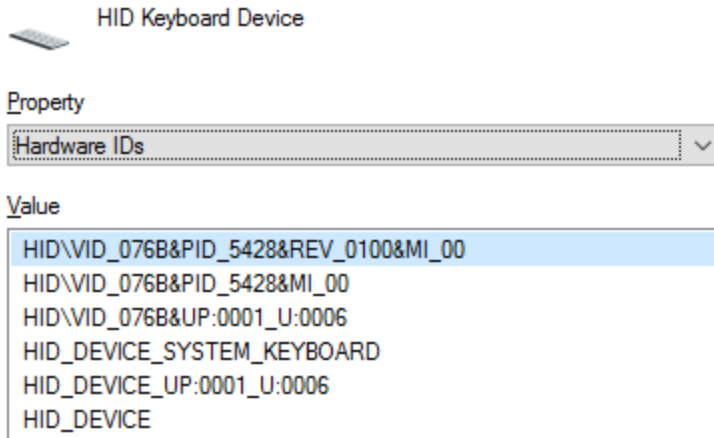 HID Keyboard Device
Property
Hardware IDs
Value
HID\VID_076B&PID_5428&REV_0100&MI_00
HID\VID_076B&PID_5428&MI_00
HID\VID_076B&UP:0001_U:0006
HID_DEVICE_SYSTEM_KEYBOARD
HID_DEVICE_UP:0001_U:0006
HID_DEVICE